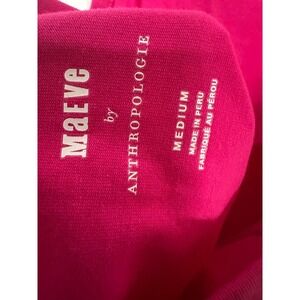 Maeve
by
ANTHROPOLOGIE
MEDIUM
MADE IN PERU
FABRIQUÉ AU PÉROU